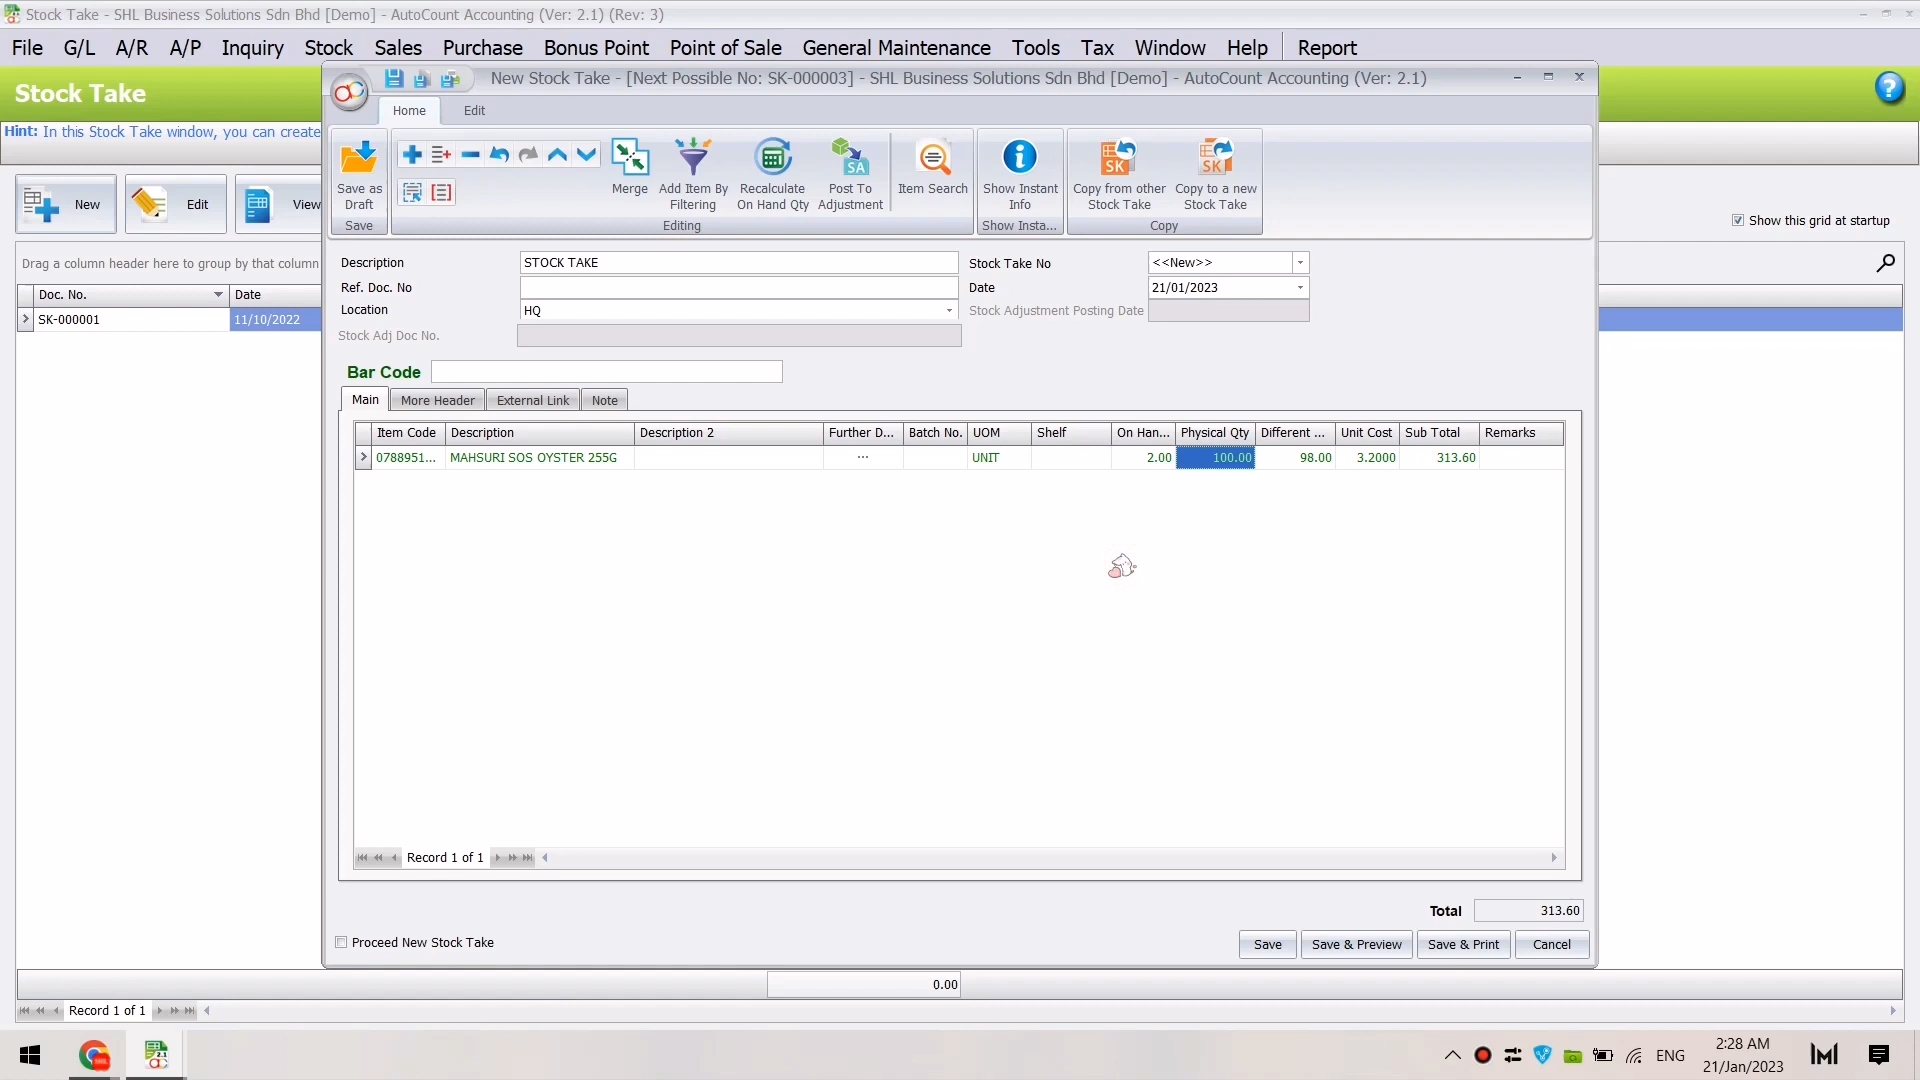 Stock Take - SHL Business Solutions Sdn Bhd [Demo] - AutoCount Accounting (Ver: 2.1) (Rev: 3)
File G/L A/R A/P Inquiry Stock Sales Purchase Bonus Point Point of Sale General Maintenance Tools Tax Window Help Report
Stock Take
New Stock Take - [Next Possible No: SK-000003] - SHL Business Solutions Sdn Bhd [Demo] - AutoCount Accounting (Ver: 2.1)
Home Edit
Hint: In this Stock Take window, you can create
Save as Draft
Merge
Add Item By Filtering
Recalculate On Hand Qty
Post To Adjustment
Item Search
Show Instant Info
Copy from other Stock Take
Copy to a new Stock Take
Save Editing Show Insta... Copy
New Edit View
Show this grid at startup
Drag a column header here to group by that column
Doc. No. Date
SK-000001 11/10/2022
Description STOCK TAKE Stock Take No <<New>>
Ref. Doc. No Date 21/01/2023
Location HQ Stock Adjustment Posting Date
Stock Adj Doc No.
Bar Code
Main More Header External Link Note
Item Code Description Description 2 Further D... Batch No. UOM Shelf On Han... Physical Qty Different ... Unit Cost Sub Total Remarks
0788951... MAHSURI SOS OYSTER 255G ... UNIT 2.00 100.00 98.00 3.2000 313.60
Record 1 of 1
Total 313.60
Proceed New Stock Take Save Save & Preview Save & Print Cancel
0.00
Record 1 of 1
ENG
2:28 AM
21/Jan/2023